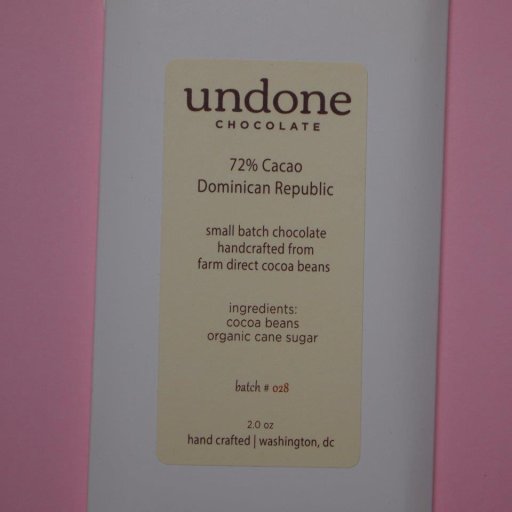 undone
CHOCOLATE
72% Cacao
Dominican Republic
small batch chocolate
handcrafted from
farm direct cocoa beans
ingredients:
cocoa beans
organic cane sugar
batch # 028
2.0 oz
hand crafted | washington, dc